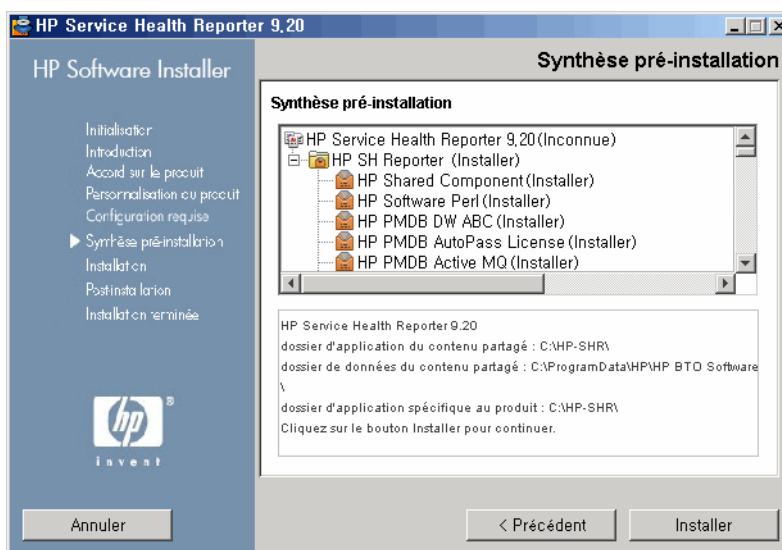 HP Service Health Reporter 9,20
HP Software Installer
Synthèse pré-installation
Initialisation
Introduction
Accord sur le produit
Personnalisation du produit
Configuration requise
Synthèse pré-installation
Installation
Postinstallation
Installation terminée
hp
invent
Synthèse pré-installation
HP Service Health Reporter 9,20(Inconnue)
HP SH Reporter (Installer)
HP Shared Component(Installer)
HP Software Perl(Installer)
HP PMDB DW ABC(Installer)
HP PMDB AutoPass License(Installer)
HP PMDB Active MQ(Installer)
HP Service Health Reporter 9.20
dossier d'application du contenu partagé : C:\HP-SHR\
dossier de données du contenu partagé : C:\ProgramData\HP\HP BTO Software
\
dossier d'application spécifique au produit : C:\HP-SHR\
Cliquez sur le bouton Installer pour continuer.
Annuler
< Précédent
Installer